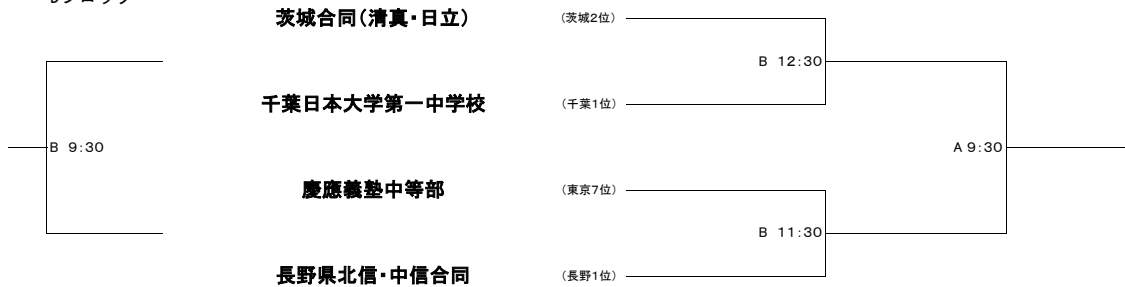 茨城合同(清真・日立) (茨城2位)
B 12:30
千葉日本大学第一中学校 (千葉1位)
B 9:30
A 9:30
慶應義塾中等部 (東京7位)
B 11:30
長野県北信・中信合同 (長野1位)